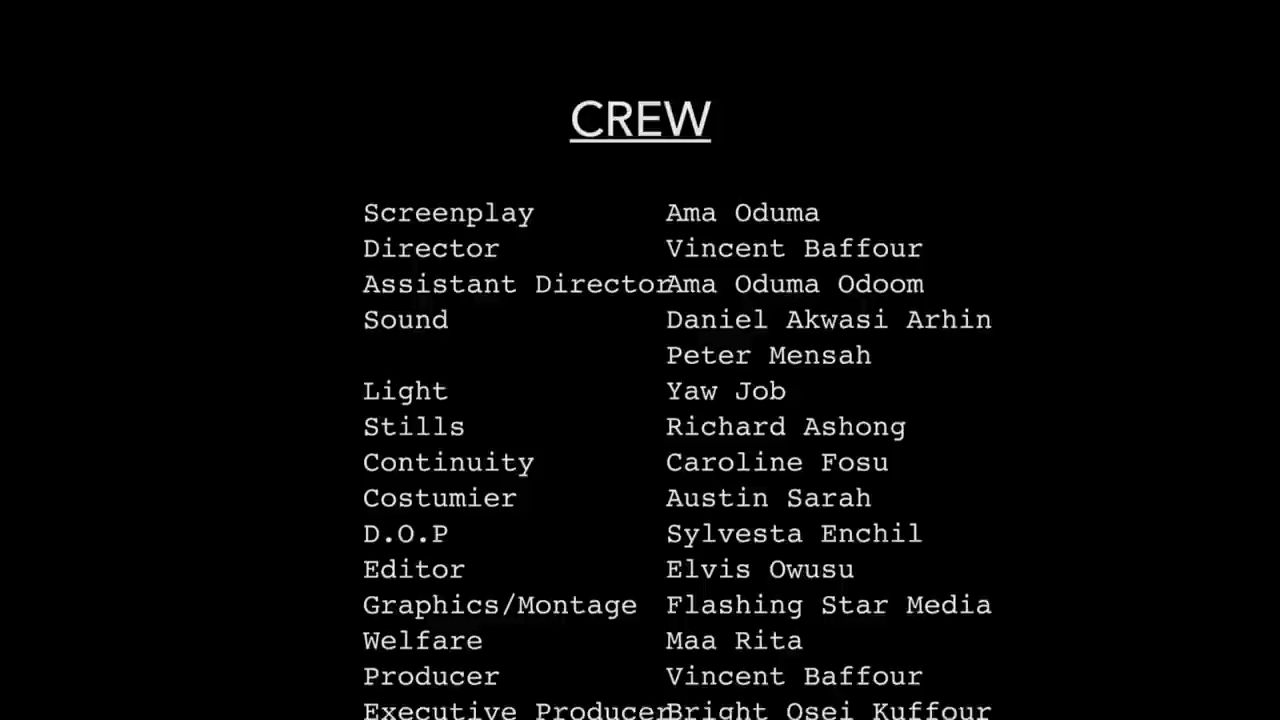 CREW
Screenplay Ama Oduma
Director Vincent Baffour
Assistant Director Ama Oduma Odoom
Sound Daniel Akwasi Arhin
Peter Mensah
Light Yaw Job
Stills Richard Ashong
Continuity Caroline Fosu
Costumier Austin Sarah
D.O.P Sylvesta Enchil
Editor Elvis Owusu
Graphics/Montage Flashing Star Media
Welfare Maa Rita
Producer Vincent Baffour
Executive Producer Bright Osei Kuffour